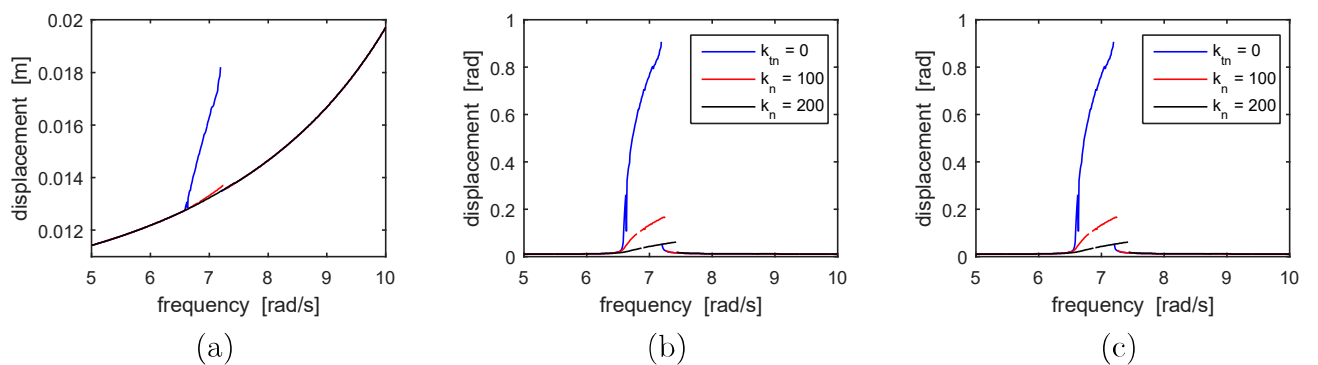 0.02
0.018
0.016
0.014
0.012
displacement [m]
5 6 7 8 9 10
frequency [rad/s]
(a)
1
0.8
0.6
0.4
0.2
0
displacement [rad]
5 6 7 8 9 10
frequency [rad/s]
k_tn = 0
k_n = 100
k_n = 200
(b)
1
0.8
0.6
0.4
0.2
0
displacement [rad]
5 6 7 8 9 10
frequency [rad/s]
k_tn = 0
k_n = 100
k_n = 200
(c)